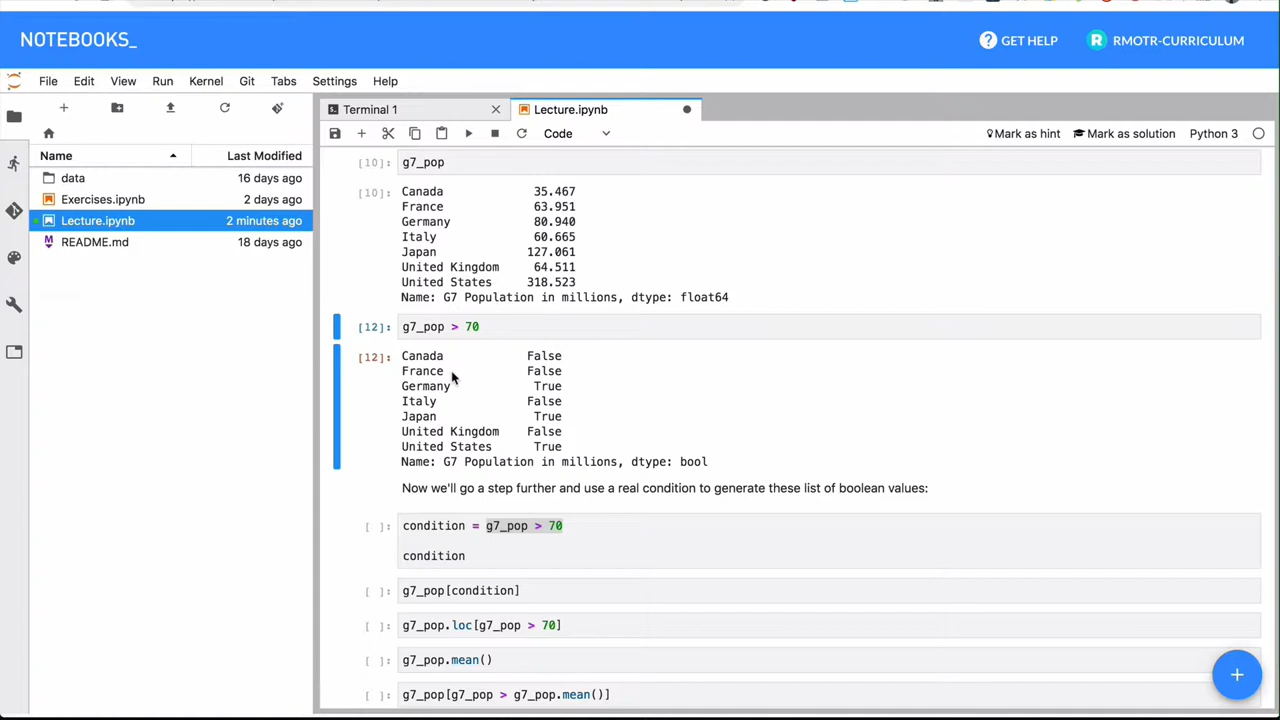 NOTEBOOKS_
GET HELP
R RMOTR-CURRICULUM
File Edit View Run Kernel Git Tabs Settings Help
Name Last Modified
data 16 days ago
Exercises.ipynb 2 days ago
Lecture.ipynb 2 minutes ago
README.md 18 days ago
Terminal 1
Lecture.ipynb
Code
Mark as hint
Mark as solution
Python 3
[10]: g7_pop
[10]: Canada 35.467
France 63.951
Germany 80.940
Italy 60.665
Japan 127.061
United Kingdom 64.511
United States 318.523
Name: G7 Population in millions, dtype: float64
[12]: g7_pop > 70
[12]: Canada False
France False
Germany True
Italy False
Japan True
United Kingdom False
United States True
Name: G7 Population in millions, dtype: bool
Now we'll go a step further and use a real condition to generate these list of boolean values:
[ ]: condition = g7_pop > 70
condition
[ ]: g7_pop[condition]
[ ]: g7_pop.loc[g7_pop > 70]
[ ]: g7_pop.mean()
[ ]: g7_pop[g7_pop > g7_pop.mean()]